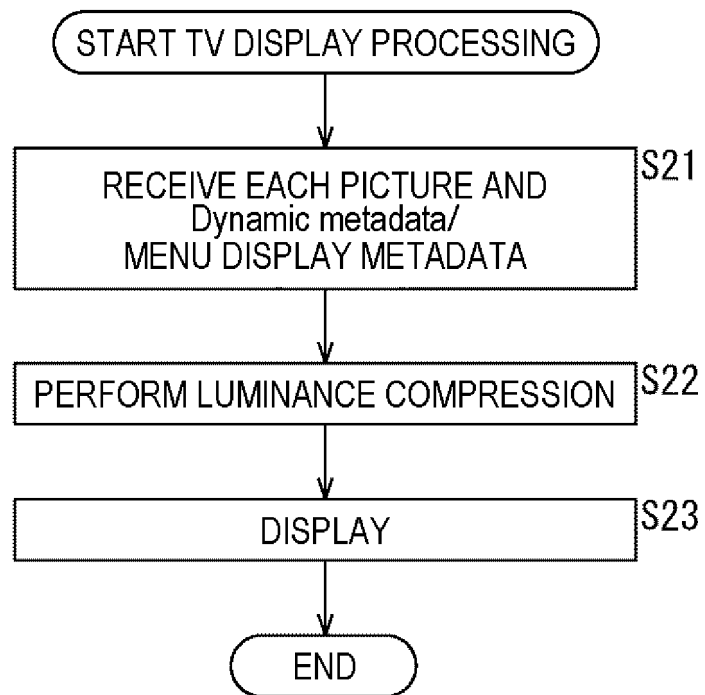 START TV DISPLAY PROCESSING
S21
RECEIVE EACH PICTURE AND
Dynamic metadata/
MENU DISPLAY METADATA
S22
PERFORM LUMINANCE COMPRESSION
S23
DISPLAY
END